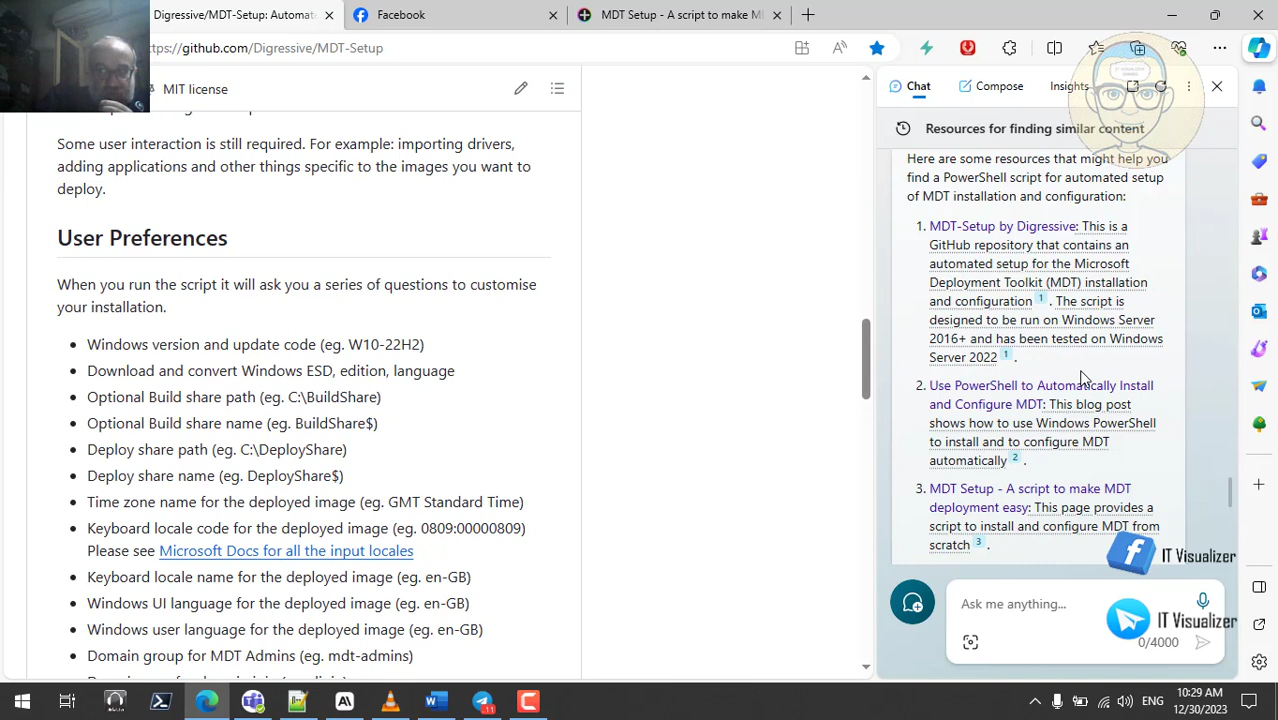 Digressive/MDT-Setup: Automate
Facebook
MDT Setup - A script to make M
ttps://github.com/Digressive/MDT-Setup
MIT license
Some user interaction is still required. For example: importing drivers,
adding applications and other things specific to the images you want to
deploy.
User Preferences
When you run the script it will ask you a series of questions to customise
your installation.
Windows version and update code (eg. W10-22H2)
Download and convert Windows ESD, edition, language
Optional Build share path (eg. C:\BuildShare)
Optional Build share name (eg. BuildShare$)
Deploy share path (eg. C:\DeployShare)
Deploy share name (eg. DeployShare$)
Time zone name for the deployed image (eg. GMT Standard Time)
Keyboard locale code for the deployed image (eg. 0809:00000809)
Please see Microsoft Docs for all the input locales
Keyboard locale name for the deployed image (eg. en-GB)
Windows UI language for the deployed image (eg. en-GB)
Windows user language for the deployed image (eg. en-GB)
Domain group for MDT Admins (eg. mdt-admins)
Chat
Compose
Insights
Resources for finding similar content
Here are some resources that might help you
find a PowerShell script for automated setup
of MDT installation and configuration:
1. MDT-Setup by Digressive: This is a
GitHub repository that contains an
automated setup for the Microsoft
Deployment Toolkit (MDT) installation
and configuration 1 . The script is
designed to be run on Windows Server
2016+ and has been tested on Windows
Server 2022 1 .
2. Use PowerShell to Automatically Install
and Configure MDT: This blog post
shows how to use Windows PowerShell
to install and to configure MDT
automatically 2 .
3. MDT Setup - A script to make MDT
deployment easy: This page provides a
script to install and configure MDT from
scratch 3 .
IT Visualizer
Ask me anything...
IT Visualizer
0/4000
ENG
10:29 AM
12/30/2023